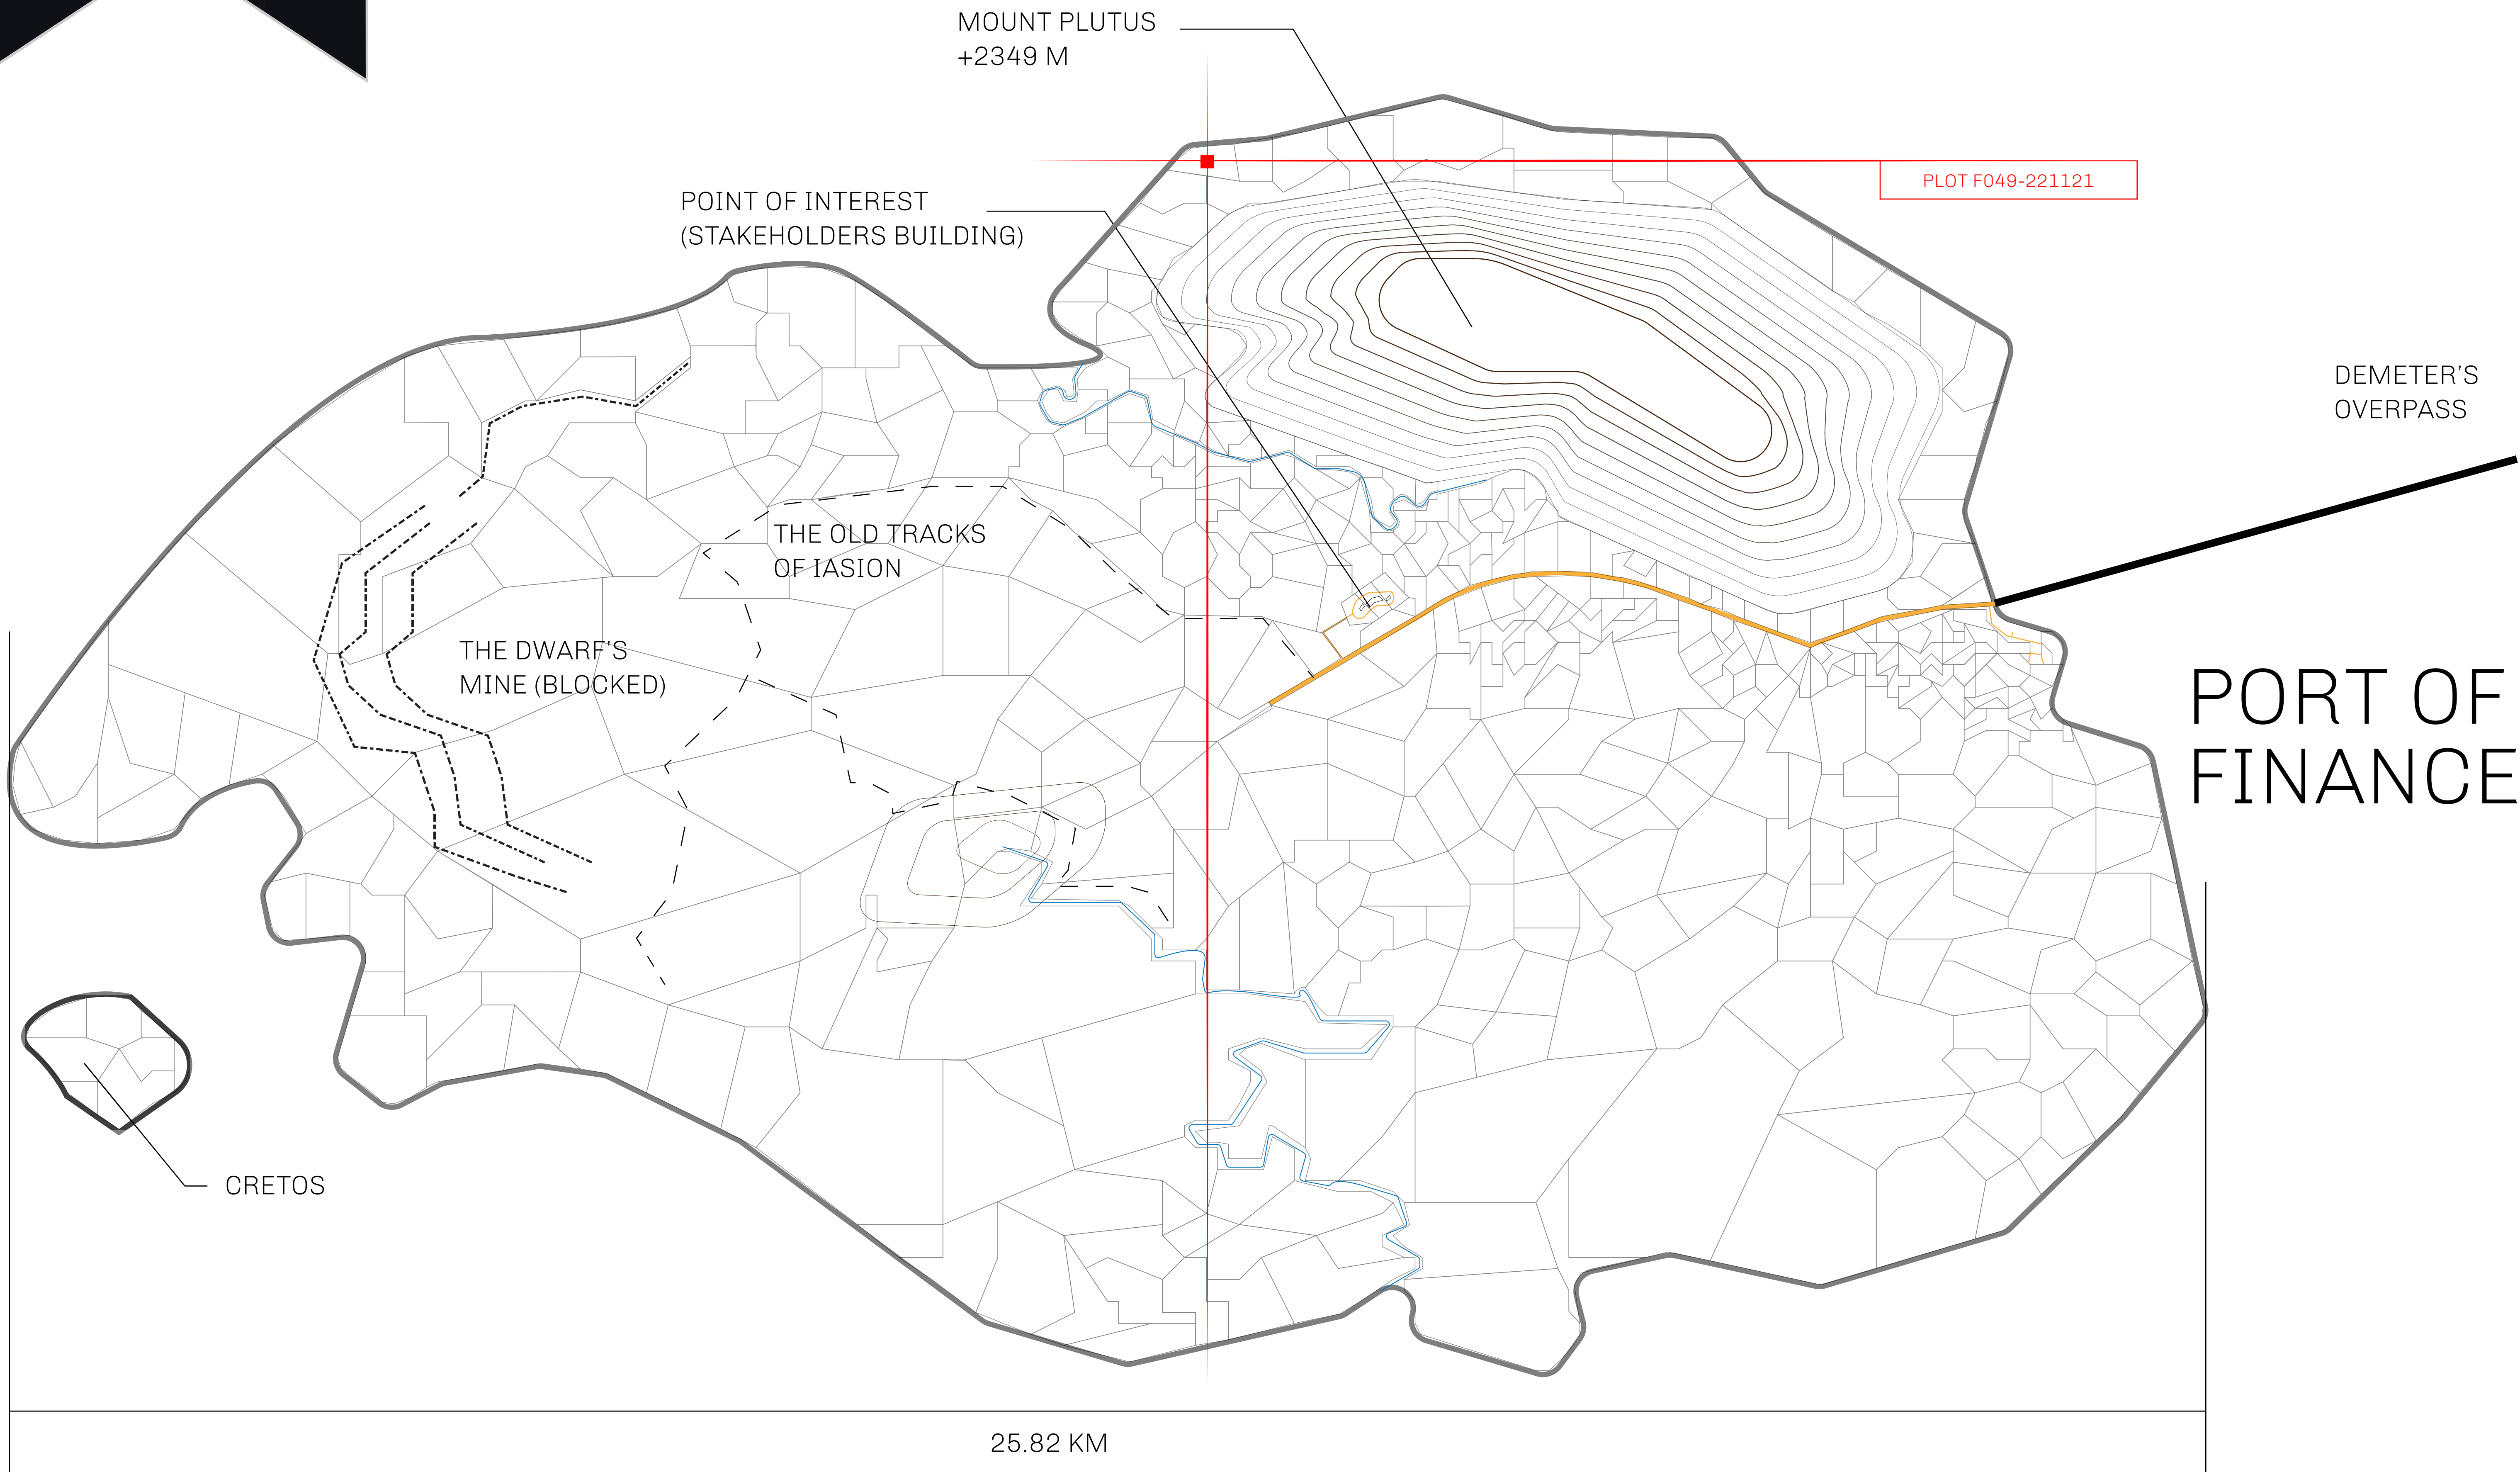 MOUNT PLUTUS
+2349 M
PLOT F049-221121
POINT OF INTEREST
(STAKEHOLDERS BUILDING)
DEMETER'S
OVERPASS
THE OLD TRACKS
OF IASION
THE DWARF'S
MINE (BLOCKED)
PORT OF
FINANCE
CRETOS
25.82 KM